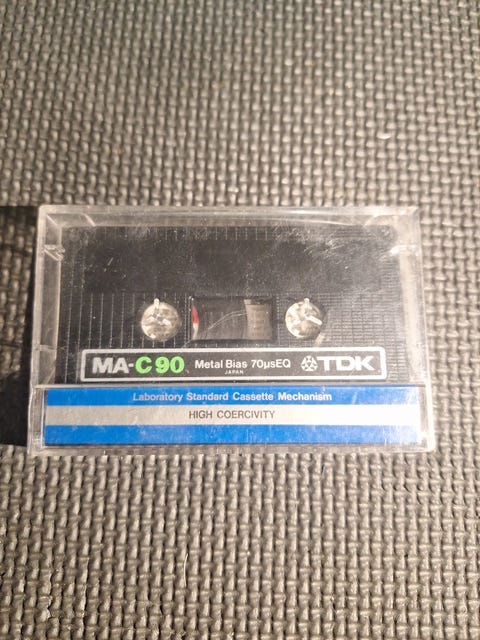 MA-C90 Metal Bias 70µsEQ TDK
JAPAN
Laboratory Standard Cassette Mechanism
HIGH COERCIVITY